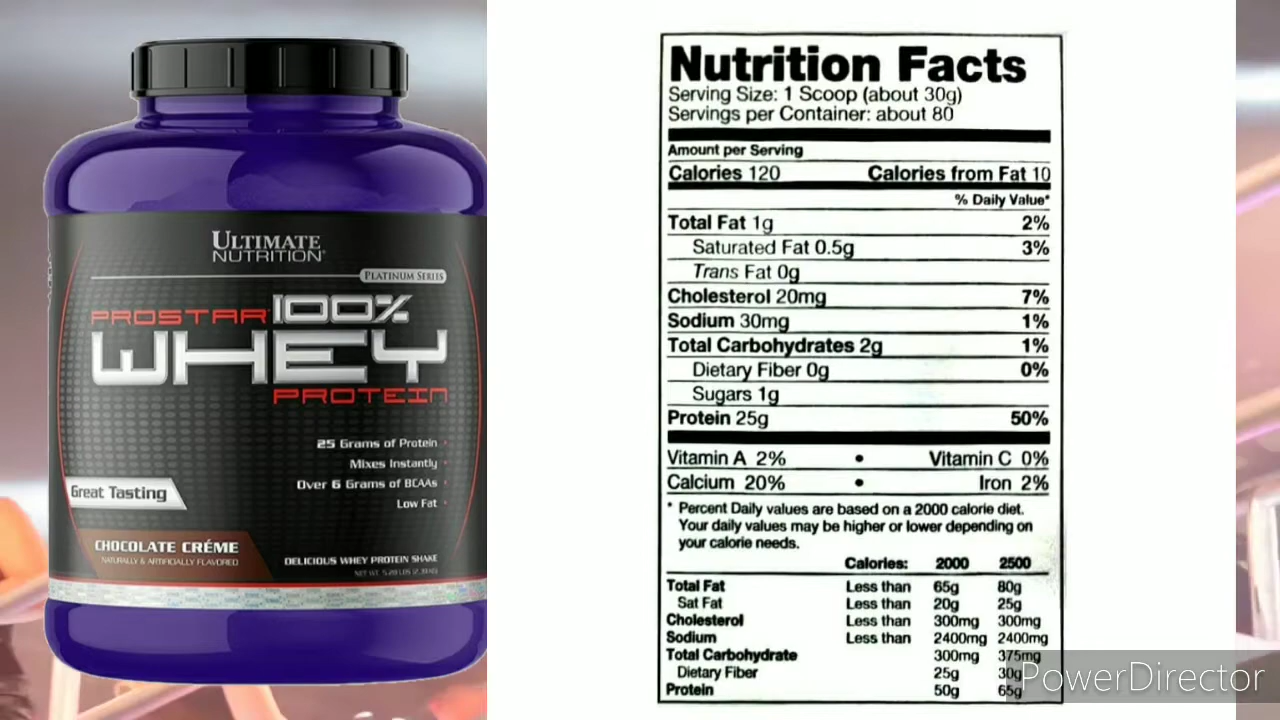 ULTIMATE
NUTRITION®
PLATINUM SERIES
PROSTAR 100%
WHEY
PROTEIN
25 Grams of Protein
Mixes Instantly
Over 6 Grams of BCAAs
Low Fat
Great Tasting
CHOCOLATE CRÉME
NATURALLY & ARTIFICIALLY FLAVORED
DELICIOUS WHEY PROTEIN SHAKE
NET WT. 5.28 LBS
Nutrition Facts
Serving Size: 1 Scoop (about 30g)
Servings per Container: about 80
Amount per Serving
Calories 120 Calories from Fat 10
% Daily Value*
Total Fat 1g 2%
Saturated Fat 0.5g 3%
Trans Fat 0g
Cholesterol 20mg 7%
Sodium 30mg 1%
Total Carbohydrates 2g 1%
Dietary Fiber 0g 0%
Sugars 1g
Protein 25g 50%
Vitamin A 2% • Vitamin C 0%
Calcium 20% • Iron 2%
* Percent Daily values are based on a 2000 calorie diet.
Your daily values may be higher or lower depending on
your calorie needs.
Calories: 2000 2500
Total Fat Less than 65g 80g
Sat Fat Less than 20g 25g
Cholesterol Less than 300mg 300mg
Sodium Less than 2400mg 2400mg
Total Carbohydrate 300mg 375mg
Dietary Fiber 25g 30g
Protein 50g 65g
PowerDirector